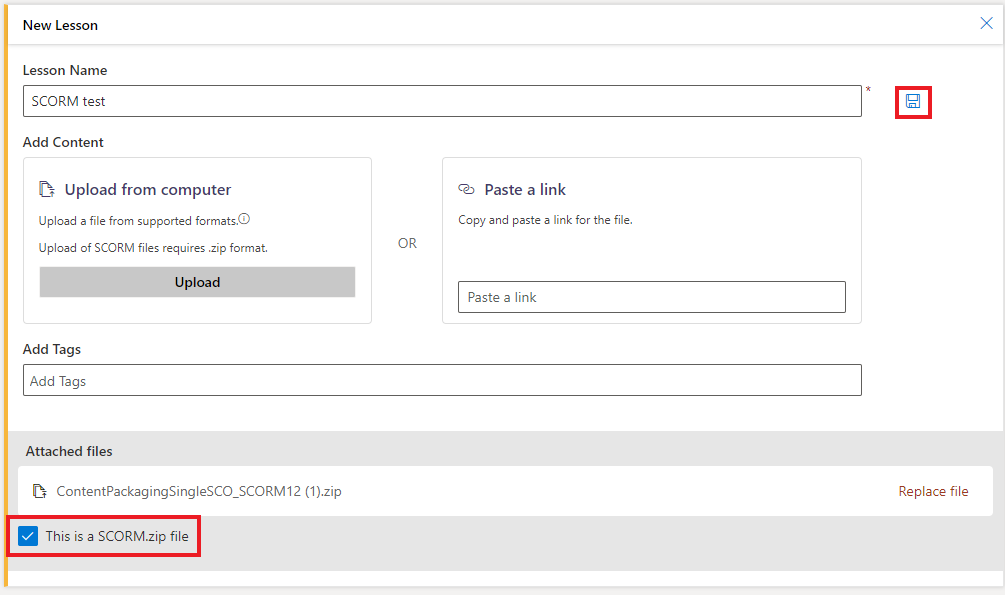 New Lesson
Lesson Name
SCORM test
*
Add Content
Upload from computer
Upload a file from supported formats.
Upload of SCORM files requires .zip format.
Upload
OR
Paste a link
Copy and paste a link for the file.
Paste a link
Add Tags
Add Tags
Attached files
ContentPackagingSingleSCO_SCORM12 (1).zip
Replace file
This is a SCORM.zip file